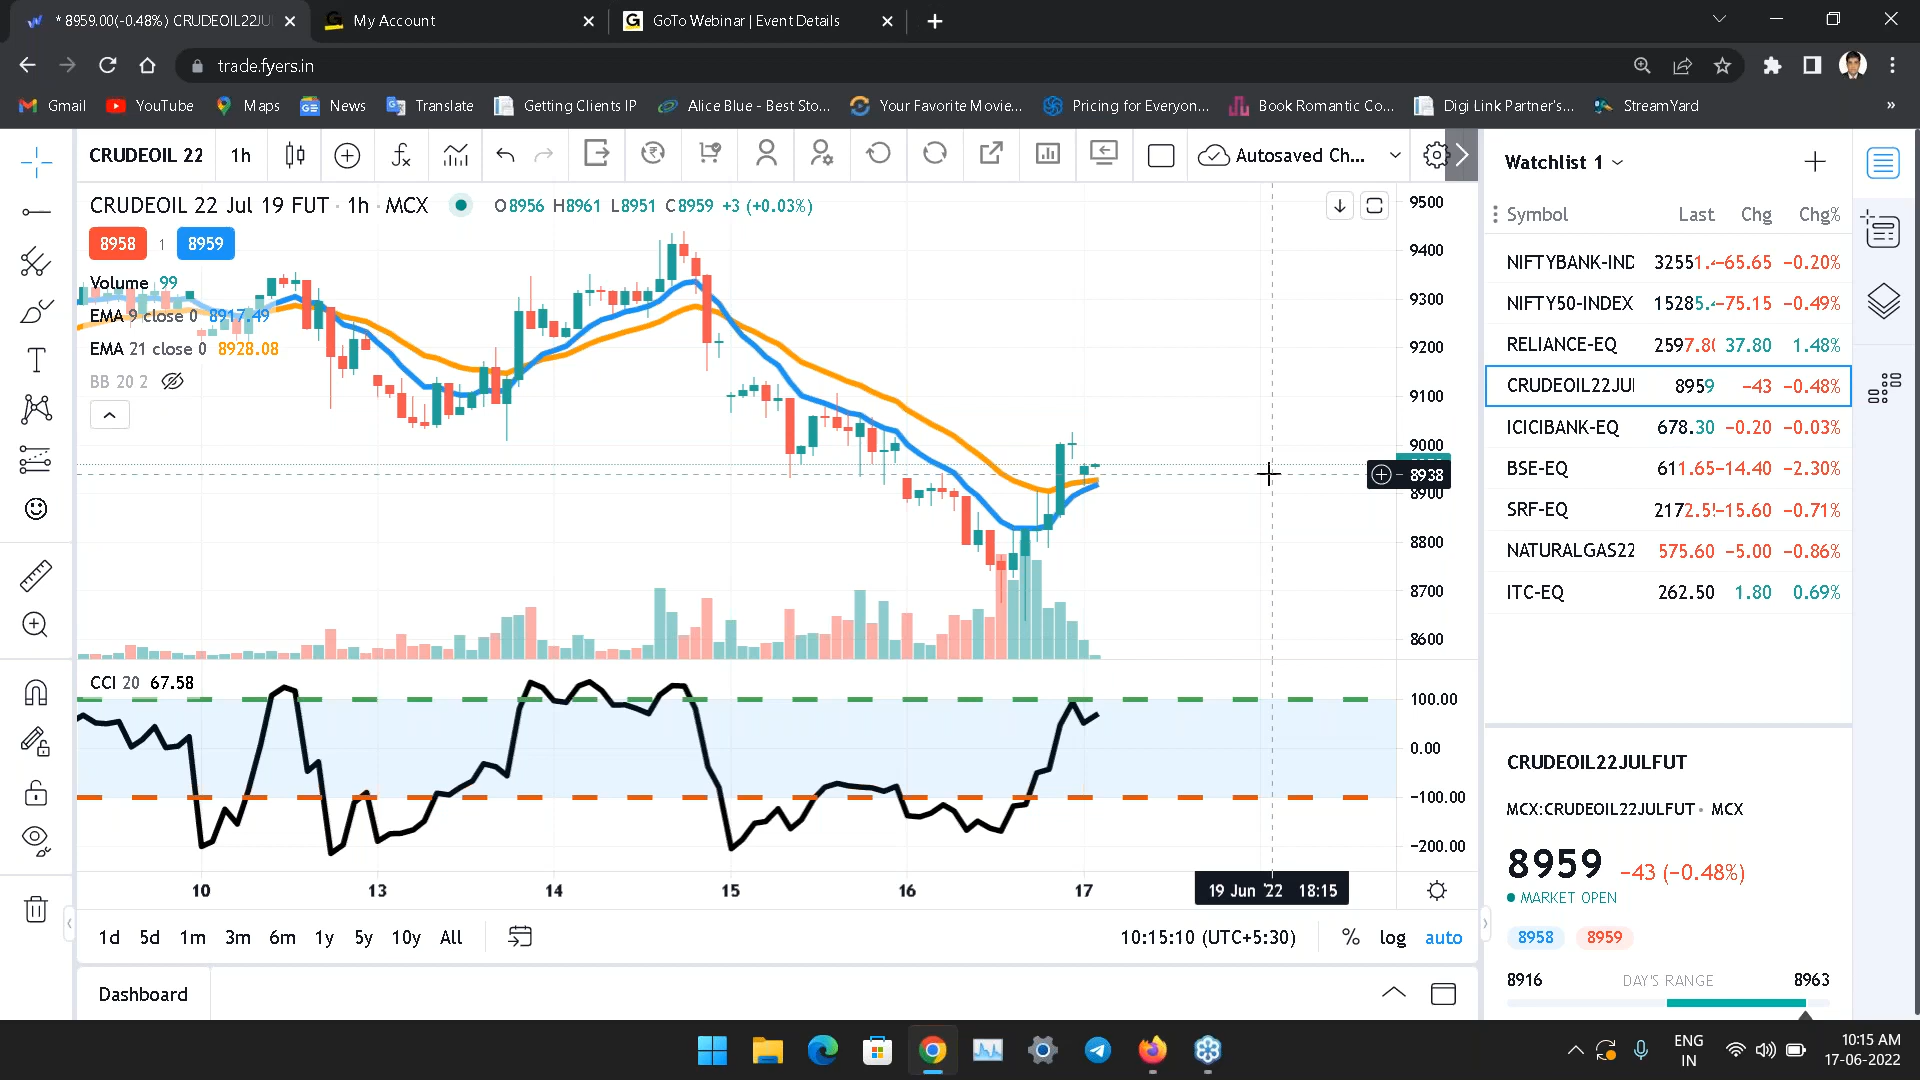 * 8959.00(-0.48%) CRUDEOIL22JU
My Account
GoTo Webinar | Event Details
trade.fyers.in
Gmail
YouTube
Maps
News
Translate
Getting Clients IP
Alice Blue - Best Sto...
Your Favorite Movie...
Pricing for Everyon...
Book Romantic Co...
Digi Link Partner's...
StreamYard
»
CRUDEOIL 22
1h
Autosaved Ch...
CRUDEOIL 22 Jul 19 FUT · 1h · MCX
O8956 H8961 L8951 C8959 +3 (+0.03%)
8958
1
8959
Volume 99
EMA 9 close 0 8917.49
EMA 21 close 0 8928.08
BB 20 2
9500
9400
9300
9200
9100
9000
8938
8900
8800
8700
8600
CCI 20 67.58
100.00
0.00
−100.00
−200.00
10
13
14
15
16
17
19 Jun '22 18:15
1d
5d
1m
3m
6m
1y
5y
10y
All
10:15:10 (UTC+5:30)
%
log
auto
Dashboard
Watchlist 1
Symbol Last Chg Chg%
NIFTYBANK-IND 32551. −65.65 −0.20%
NIFTY50-INDEX 15285. −75.15 −0.49%
RELIANCE-EQ 2597.80 37.80 1.48%
CRUDEOIL22JUI 8959 −43 −0.48%
ICICIBANK-EQ 678.30 −0.20 −0.03%
BSE-EQ 611.65 −14.40 −2.30%
SRF-EQ 2172.5 −15.60 −0.71%
NATURALGAS22 575.60 −5.00 −0.86%
ITC-EQ 262.50 1.80 0.69%
CRUDEOIL22JULFUT
MCX:CRUDEOIL22JULFUT • MCX
8959 −43 (−0.48%)
MARKET OPEN
8958
8959
8916 DAY'S RANGE 8963
ENG
IN
10:15 AM
17-06-2022